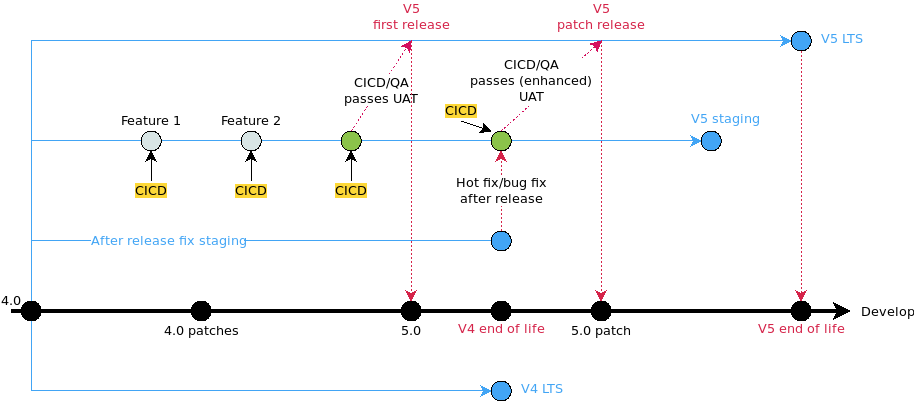 V5
first release
V5
patch release
V5 LTS
CICD/QA
passes UAT
CICD/QA
passes (enhanced)
UAT
CICD
Feature 1
Feature 2
V5 staging
CICD
CICD
CICD
Hot fix/bug fix
after release
After release fix staging
4.0
Develop
4.0 patches
5.0
V4 end of life
5.0 patch
V5 end of life
V4 LTS